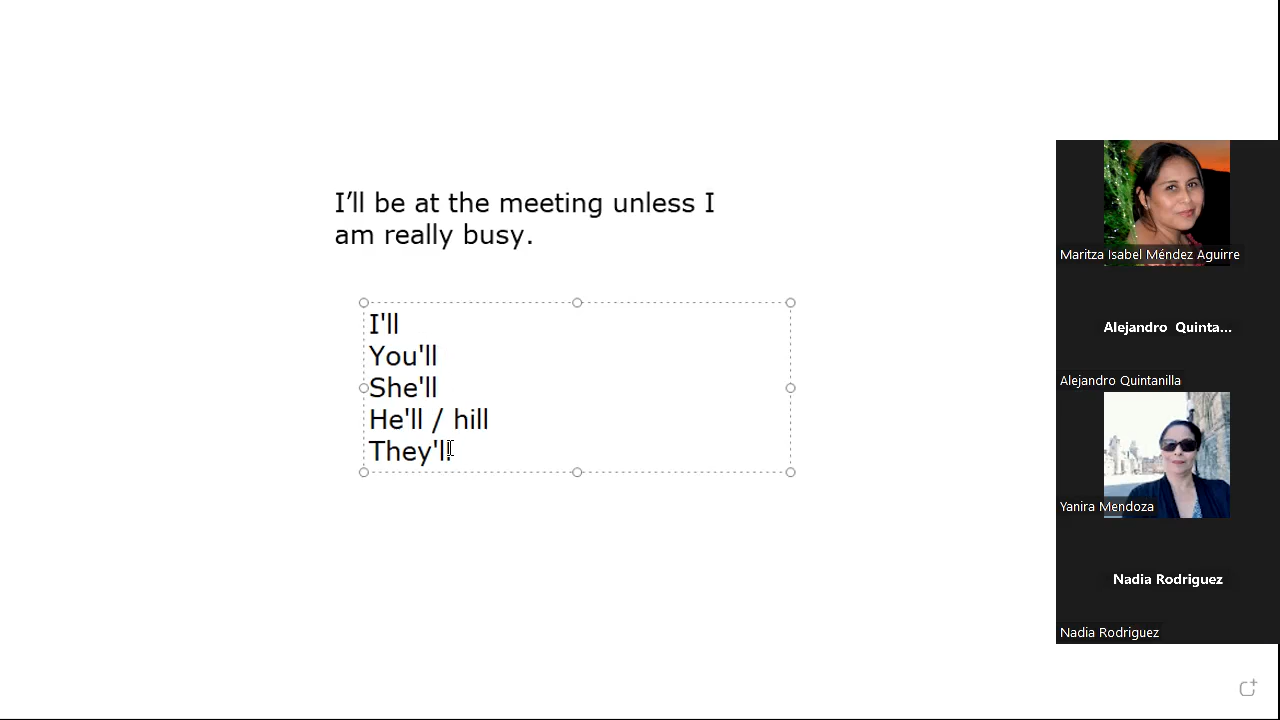 I’ll be at the meeting unless I
am really busy.
I'll
You'll
She'll
He'll / hill
They'll
Maritza Isabel Méndez Aguirre
Alejandro Quinta...
Alejandro Quintanilla
Yanira Mendoza
Nadia Rodriguez
Nadia Rodriguez